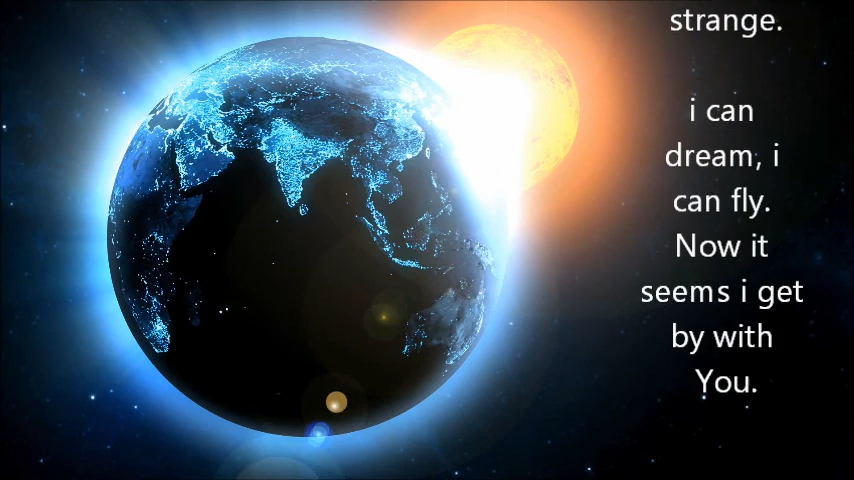 strange.
i can
dream, i
can fly.
Now it
seems i get
by with
You.